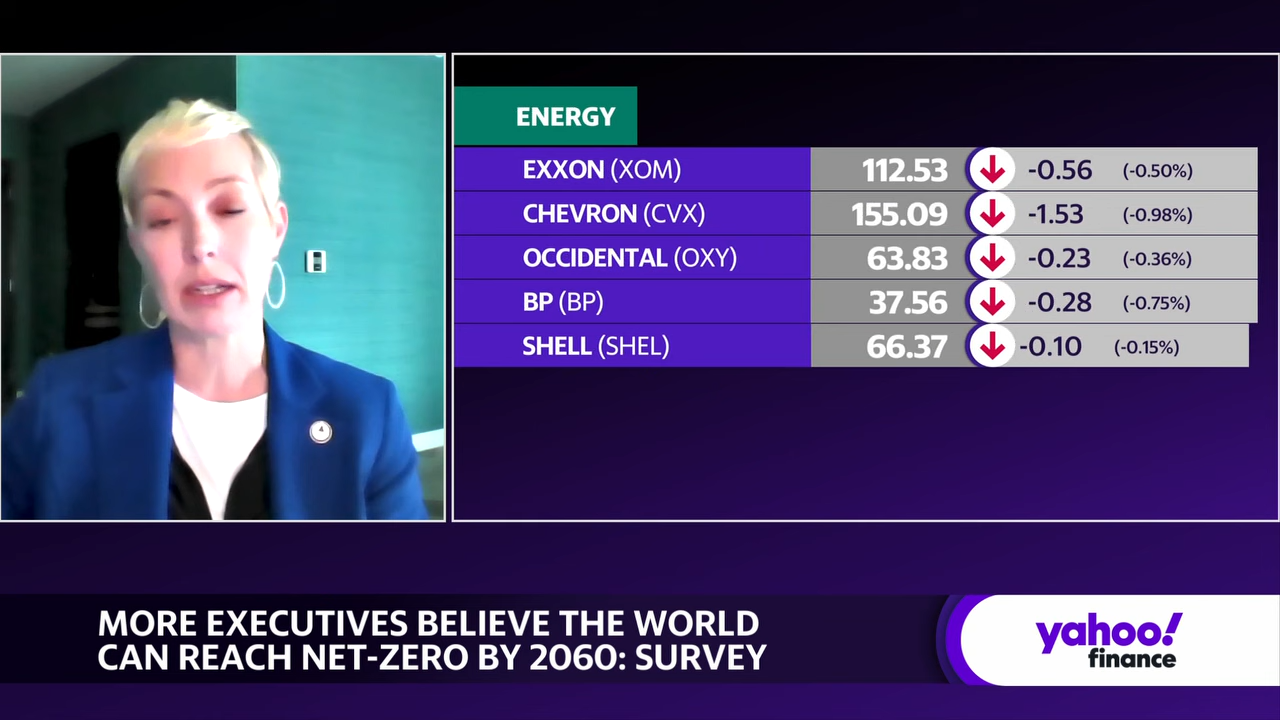 ENERGY
EXXON (XOM) 112.53 -0.56 (-0.50%)
CHEVRON (CVX) 155.09 -1.53 (-0.98%)
OCCIDENTAL (OXY) 63.83 -0.23 (-0.36%)
BP (BP) 37.56 -0.28 (-0.75%)
SHELL (SHEL) 66.37 -0.10 (-0.15%)
MORE EXECUTIVES BELIEVE THE WORLD
CAN REACH NET-ZERO BY 2060: SURVEY
yahoo!
finance